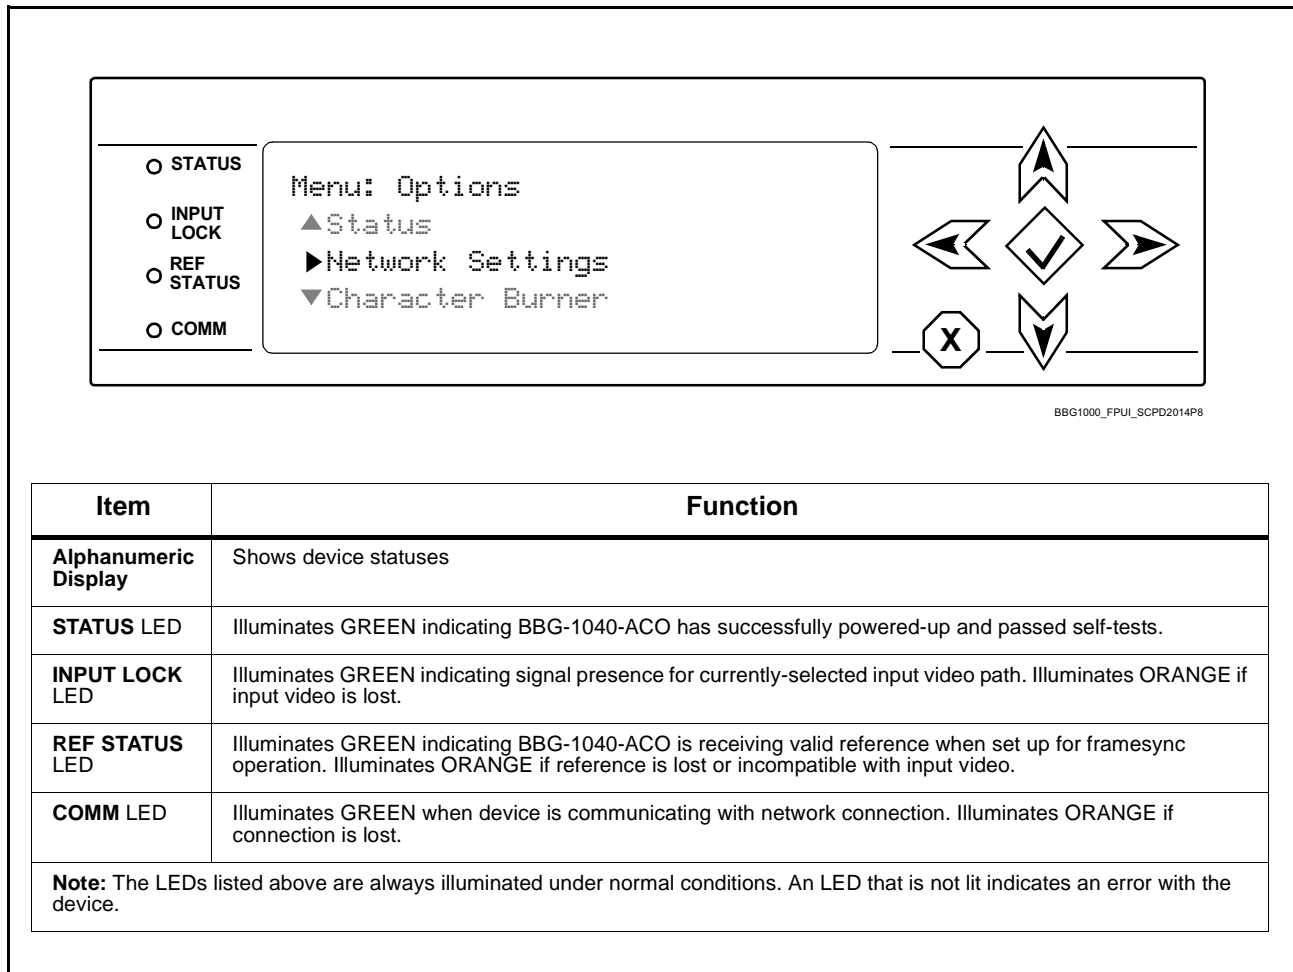 STATUS
INPUT
LOCK
REF
STATUS
COMM
Menu: Options
▲Status
▶Network Settings
▼Character Burner
X
BBG1000_FPUI_SCPD2014P8
Item Function
Alphanumeric
Display
Shows device statuses
STATUS LED
Illuminates GREEN indicating BBG-1040-ACO has successfully powered-up and passed self-tests.
INPUT LOCK
LED
Illuminates GREEN indicating signal presence for currently-selected input video path. Illuminates ORANGE if
input video is lost.
REF STATUS
LED
Illuminates GREEN indicating BBG-1040-ACO is receiving valid reference when set up for framesync
operation. Illuminates ORANGE if reference is lost or incompatible with input video.
COMM LED
Illuminates GREEN when device is communicating with network connection. Illuminates ORANGE if
connection is lost.
Note: The LEDs listed above are always illuminated under normal conditions. An LED that is not lit indicates an error with the
device.